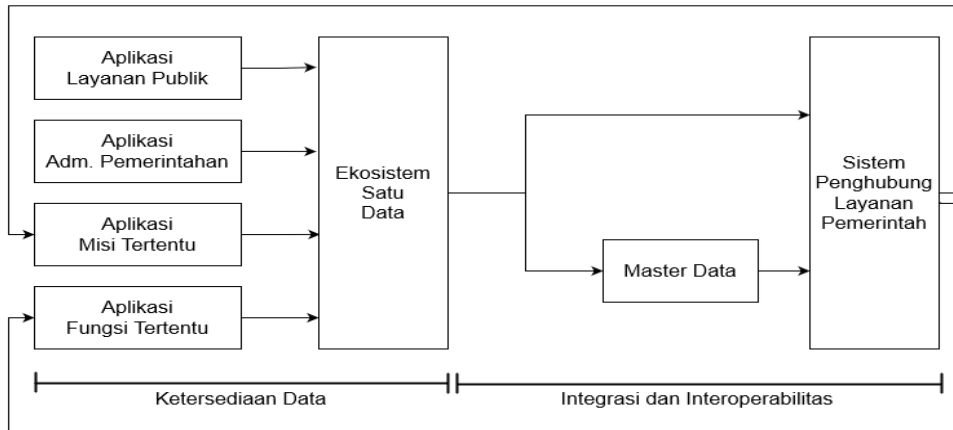 Aplikasi
Layanan Publik
Aplikasi
Adm. Pemerintahan
Aplikasi
Misi Tertentu
Aplikasi
Fungsi Tertentu
Ekosistem
Satu
Data
Master Data
Sistem
Penghubung
Layanan
Pemerintah
Ketersediaan Data
Integrasi dan Interoperabilitas